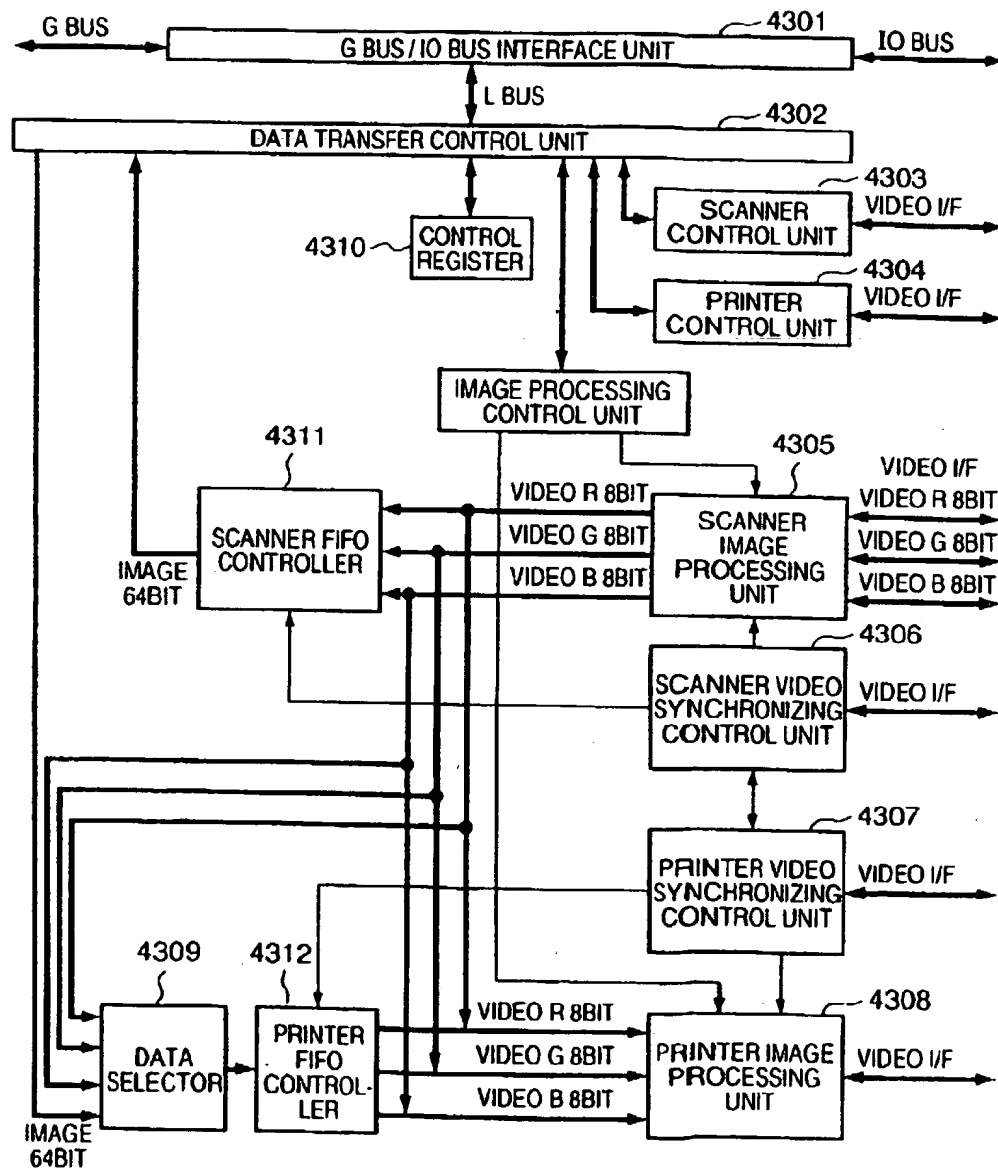 4301
G BUS
G BUS / IO BUS INTERFACE UNIT
IO BUS
L BUS
4302
DATA TRANSFER CONTROL UNIT
4303
SCANNER
CONTROL UNIT
VIDEO I/F
4310
CONTROL
REGISTER
4304
PRINTER
CONTROL UNIT
VIDEO I/F
IMAGE PROCESSING
CONTROL UNIT
4311
SCANNER FIFO
CONTROLLER
IMAGE
64BIT
VIDEO R 8BIT
VIDEO G 8BIT
VIDEO B 8BIT
4305
SCANNER
IMAGE
PROCESSING
UNIT
VIDEO I/F
VIDEO R 8BIT
VIDEO G 8BIT
VIDEO B 8BIT
4306
SCANNER VIDEO
SYNCHRONIZING
CONTROL UNIT
VIDEO I/F
4307
PRINTER VIDEO
SYNCHRONIZING
CONTROL UNIT
VIDEO I/F
4309
DATA
SELECTOR
IMAGE
64BIT
4312
PRINTER
FIFO
CONTROL-
LER
VIDEO R 8BIT
VIDEO G 8BIT
VIDEO B 8BIT
4308
PRINTER IMAGE
PROCESSING
UNIT
VIDEO I/F